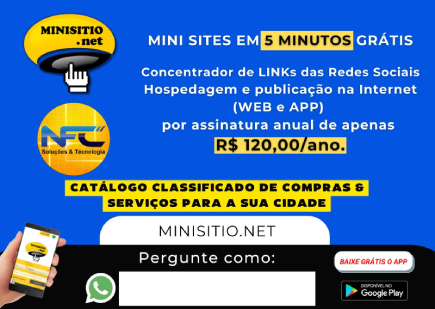 MINISITIO
.net
MINI SITES EM 5 MINUTOS GRÁTIS
Concentrador de LINKs das Redes Sociais
Hospedagem e publicação na Internet
(WEB e APP)
por assinatura anual de apenas
R$ 120,00/ano.
NFC
Soluções & Tecnologia
CATÁLOGO CLASSIFICADO DE COMPRAS &
SERVIÇOS PARA A SUA CIDADE
MINISITIO.NET
Pergunte como:
BAIXE GRÁTIS O APP
DISPONÍVEL NO
Google Play
MINISITIO